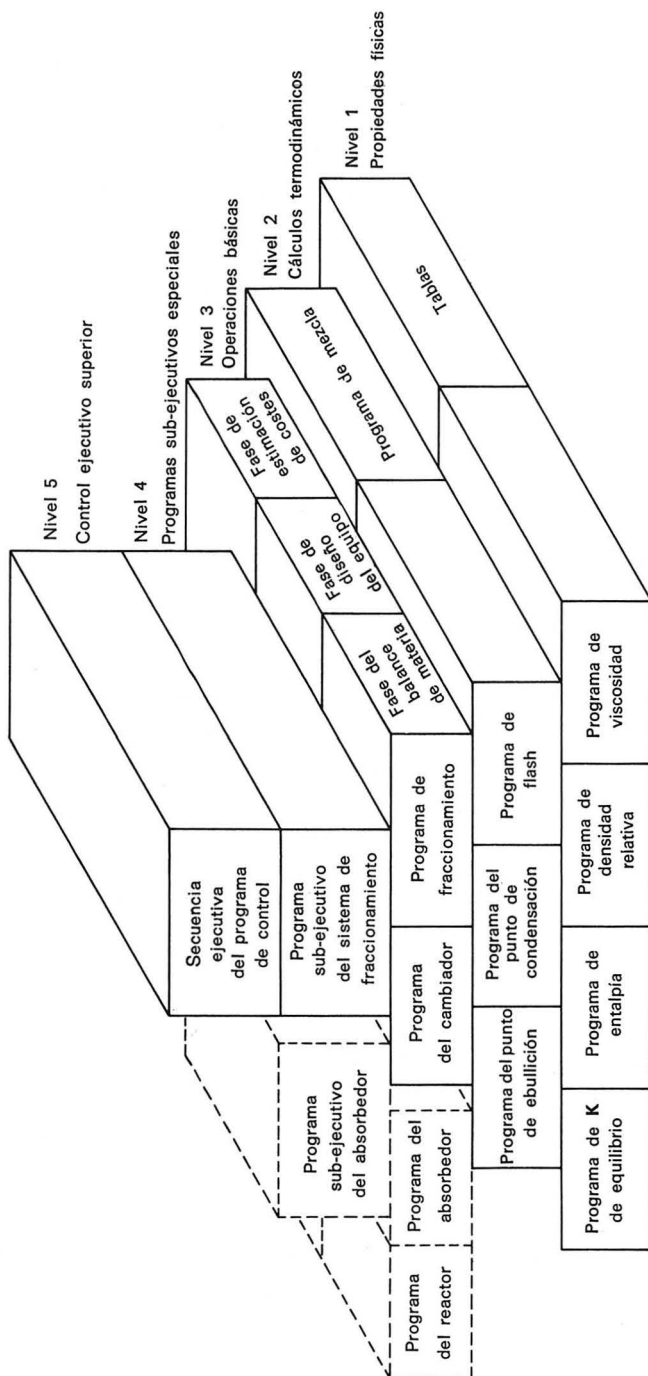 Nivel 5
Control ejecutivo superior
Nivel 4
Programas sub-ejecutivos especiales
Nivel 3
Operaciones básicas
Nivel 2
Cálculos termodinámicos
Nivel 1
Propiedades físicas
Secuencia
ejecutiva
del programa
de control
Programa
sub-ejecutivo
del sistema de
fraccionamiento
Programa
sub-ejecutivo
del absorbedor
Fase de
estimación
de costes
Fase de
diseño
del equipo
Fase del
balance
de materia
Programa de
fraccionamiento
Programa
del cambiador
Programa del
absorbedor
Programa
del reactor
Programa de mezcla
Programa de
flash
Programa del
punto de
condensación
Programa del punto
de ebullición
Tablas
Programa de
viscosidad
Programa de
densidad
relativa
Programa de
entalpía
Programa de K
de equilibrio